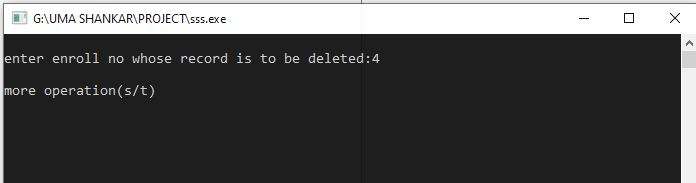 G:\UMA SHANKAR\PROJECT\sss.exe
enter enroll no whose record is to be deleted:4
more operation(s/t)